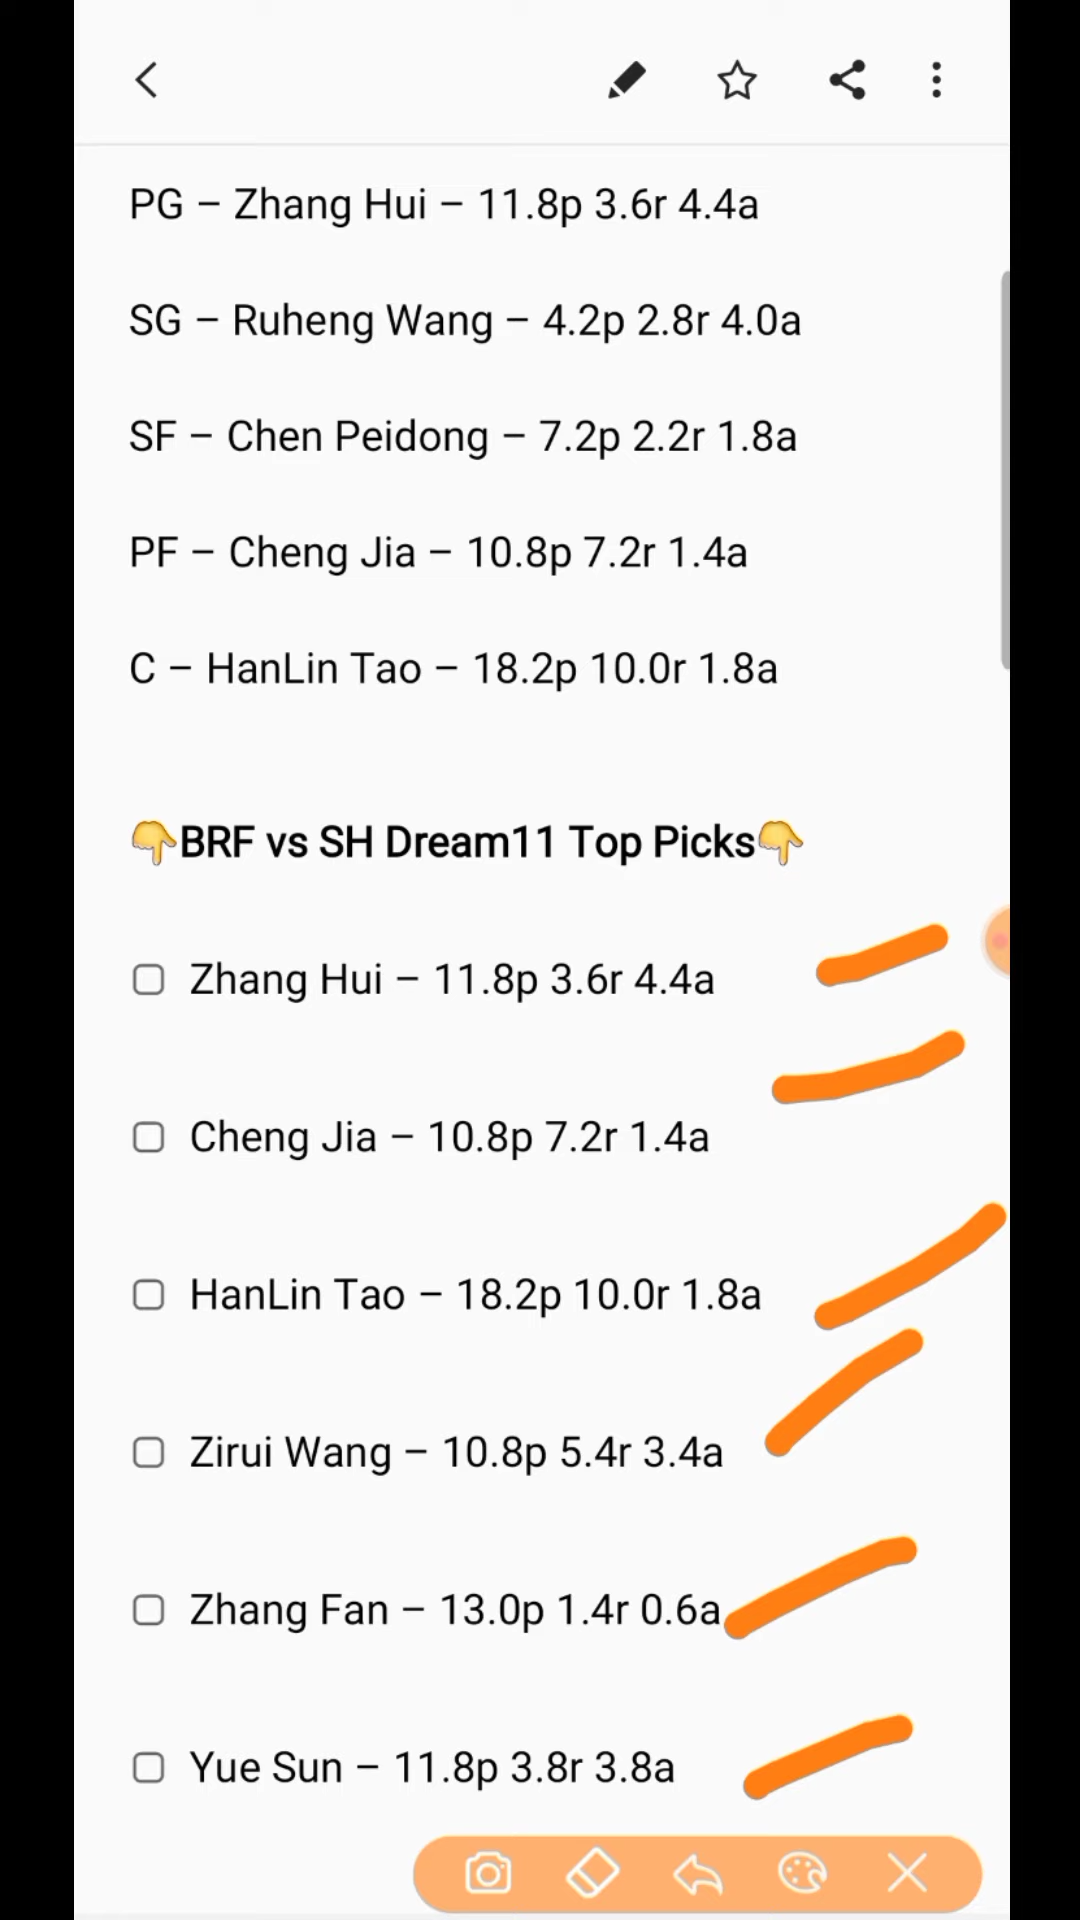 PG – Zhang Hui – 11.8p 3.6r 4.4a
SG – Ruheng Wang – 4.2p 2.8r 4.0a
SF – Chen Peidong – 7.2p 2.2r 1.8a
PF – Cheng Jia – 10.8p 7.2r 1.4a
C – HanLin Tao – 18.2p 10.0r 1.8a
👇BRF vs SH Dream11 Top Picks👇
Zhang Hui – 11.8p 3.6r 4.4a
Cheng Jia – 10.8p 7.2r 1.4a
HanLin Tao – 18.2p 10.0r 1.8a
Zirui Wang – 10.8p 5.4r 3.4a
Zhang Fan – 13.0p 1.4r 0.6a
Yue Sun – 11.8p 3.8r 3.8a